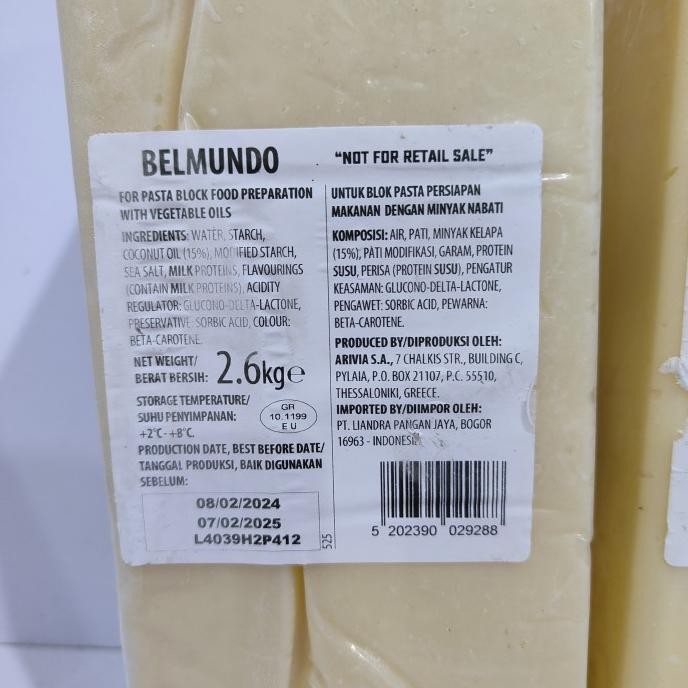 BELMUNDO
FOR PASTA BLOCK FOOD PREPARATION
WITH VEGETABLE OILS
INGREDIENTS: WATER, STARCH,
COCONUT OIL (15%), MODIFIED STARCH,
SEA SALT, MILK PROTEINS, FLAVOURINGS
(CONTAIN MILK PROTEINS), ACIDITY
REGULATOR: GLUCONO-DELTA-LACTONE,
PRESERVATIVE: SORBIC ACID, COLOUR:
BETA-CAROTENE.
NET WEIGHT/
BERAT BERSIH: 2.6kg℮
STORAGE TEMPERATURE/
SUHU PENYIMPANAN:
+2°C-+8°C.
GR
10.1199
EU
PRODUCTION DATE, BEST BEFORE DATE/
TANGGAL PRODUKSI, BAIK DIGUNAKAN
SEBELUM:
08/02/2024
07/02/2025
L4039H2P412
525
"NOT FOR RETAIL SALE"
UNTUK BLOK PASTA PERSIAPAN
MAKANAN DENGAN MINYAK NABATI
KOMPOSISI: AIR, PATI, MINYAK KELAPA
(15%), PATI MODIFIKASI, GARAM, PROTEIN
SUSU, PERISA (PROTEIN SUSU), PENGATUR
KEASAMAN: GLUCONO-DELTA-LACTONE,
PENGAWET: SORBIC ACID, PEWARNA:
BETA-CAROTENE.
PRODUCED BY/DIPRODUKSI OLEH:
ARIVIA S.A., 7 CHALKIS STR., BUILDING C,
PYLAIA, P.O. BOX 21107, P.C. 55510,
THESSALONIKI, GREECE.
IMPORTED BY/DIIMPOR OLEH:
PT. LIANDRA PANGAN JAYA, BOGOR
16963 - INDONESIA
5 202390 029288